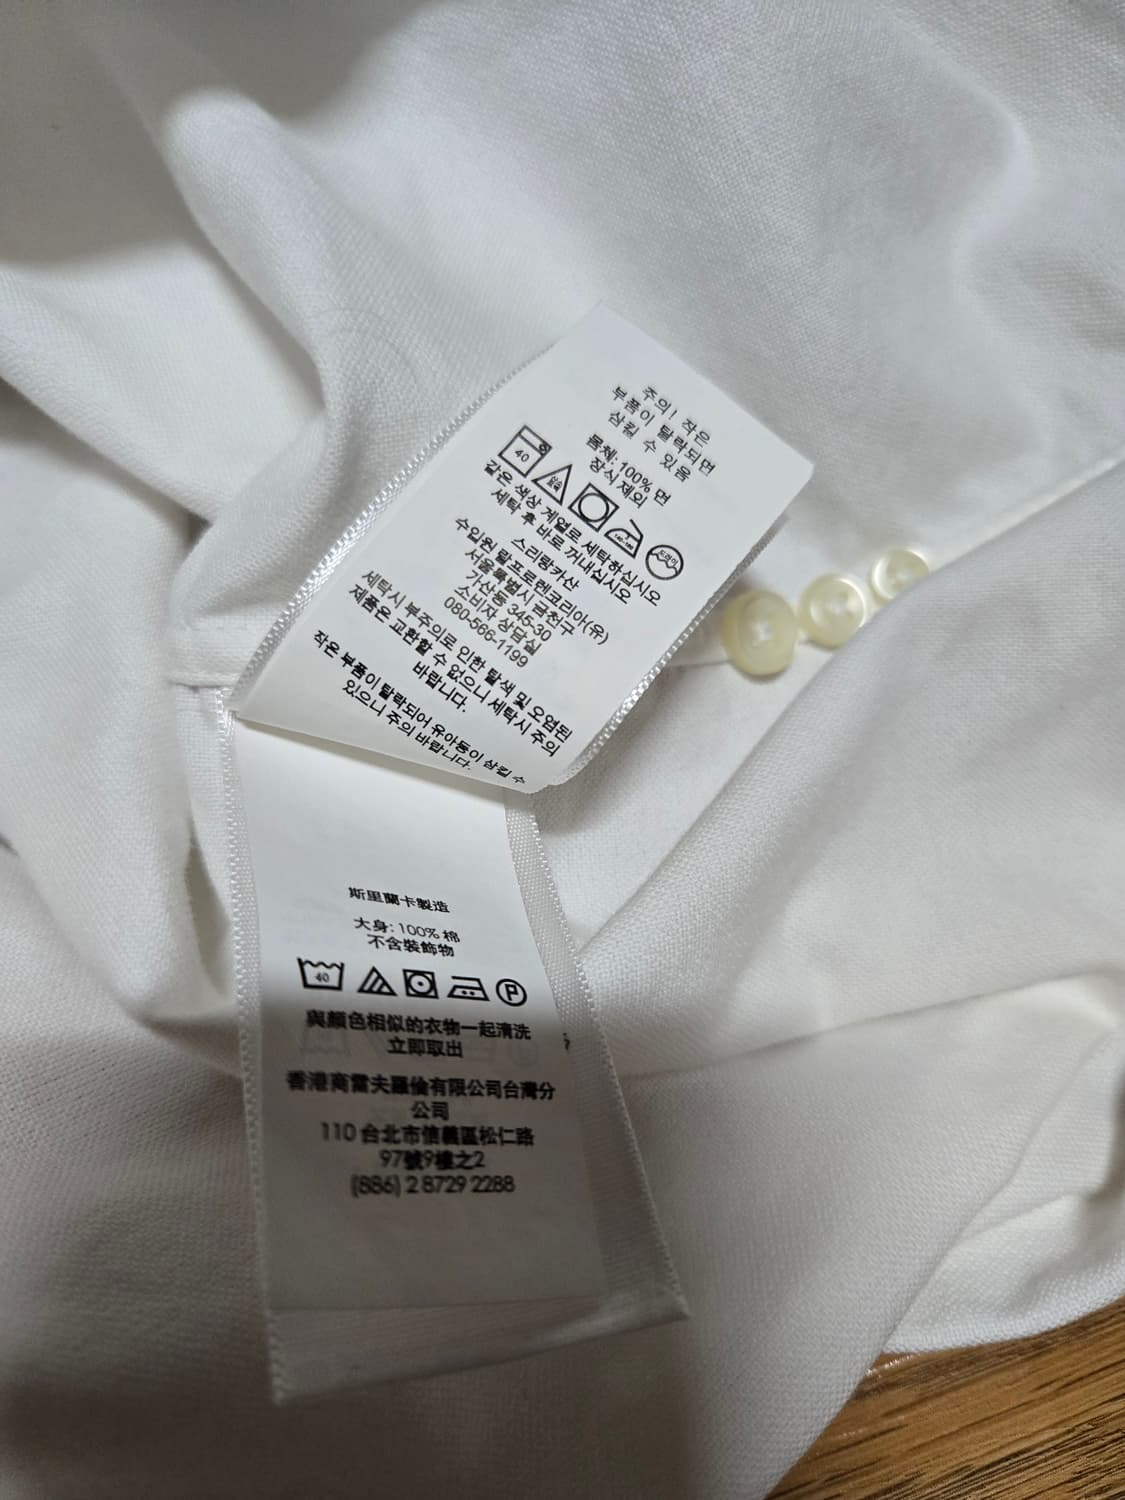 주의! 작은
부품이 탈락되면
삼킬 수 있음
몸체: 100% 면
장식 제외
40
드라이
같은 색상 계열로 세탁하십시오
세탁 후 바로 꺼내십시오
스리랑카산
수입원 랄프로렌코리아(유)
서울특별시 금천구
가산동 345-30
소비자 상담실
080-566-1199
세탁시 부주의로 인한 탈색 및 오염된
제품은 교환할 수 없으니 세탁시 주의
바랍니다.
작은 부품이 탈락되어 유아동이 삼킬 수
있으니 주의 바랍니다.
斯里蘭卡製造
大身: 100% 棉
不含裝飾物
40 P
與顏色相似的衣物一起清洗
立即取出
香港商雷夫羅倫有限公司台灣分
公司
110 台北市信義區松仁路
97號9樓之2
(886) 2 8729 2288